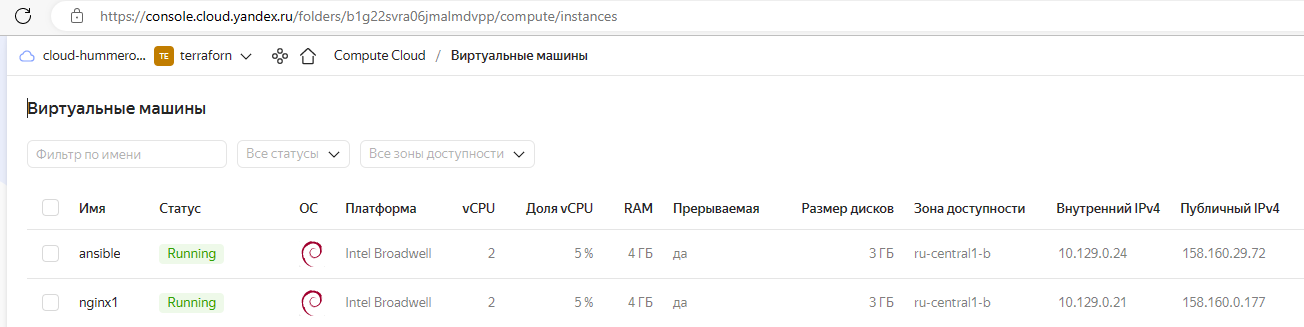 https://console.cloud.yandex.ru/folders/b1g22svra06jmalmdvpp/compute/instances
cloud-hummero... TE terraforn Compute Cloud / Виртуальные машины
Виртуальные машины
Фильтр по имени Все статусы Все зоны доступности
Имя Статус ОС Платформа vCPU Доля vCPU RAM Прерываемая Размер дисков Зона доступности Внутренний IPv4 Публичный IPv4
ansible Running Intel Broadwell 2 5 % 4 ГБ да 3 ГБ ru-central1-b 10.129.0.24 158.160.29.72
nginx1 Running Intel Broadwell 2 5 % 4 ГБ да 3 ГБ ru-central1-b 10.129.0.21 158.160.0.177